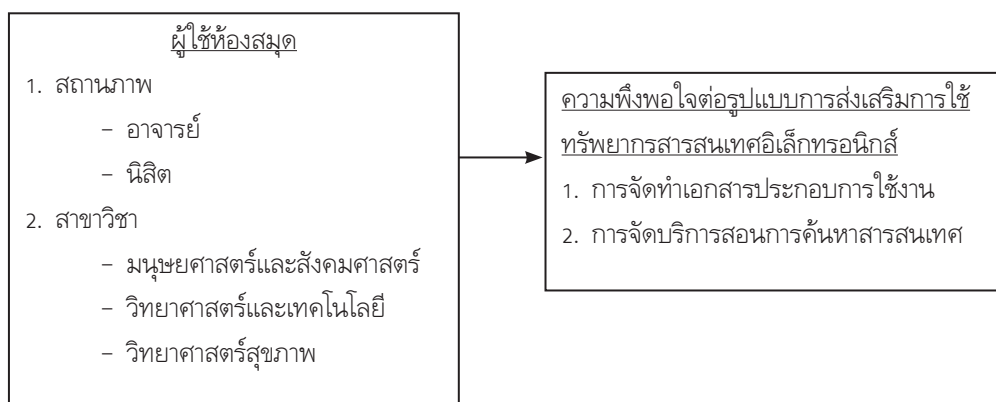 ผู้ใช้ห้องสมุด
1. สถานภาพ
– อาจารย์
– นิสิต
2. สาขาวิชา
– มนุษยศาสตร์และสังคมศาสตร์
– วิทยาศาสตร์และเทคโนโลยี
– วิทยาศาสตร์สุขภาพ
ความพึงพอใจต่อรูปแบบการส่งเสริมการใช้
ทรัพยากรสารสนเทศอิเล็กทรอนิกส์
1. การจัดทำเอกสารประกอบการใช้งาน
2. การจัดบริการสอนการค้นหาสารสนเทศ